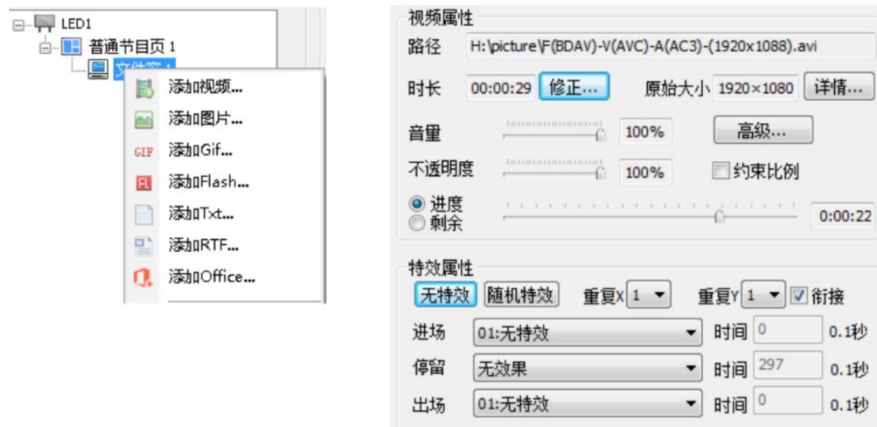 LED1
普通节目页 1
文件窗 1
添加视频...
添加图片...
GIF 添加Gif...
添加Flash...
添加Txt...
添加RTF...
添加Office...
视频属性
路径 H:\picture\F(BDAV)-V(AVC)-A(AC3)-(1920x1088).avi
时长 00:00:29 修正... 原始大小 1920×1080 详情...
音量 100% 高级...
不透明度 100% 约束比例
进度
剩余 0:00:22
特效属性
无特效 随机特效 重复X 1 重复Y 1 衔接
进场 01:无特效 时间 0 0.1秒
停留 无效果 时间 297 0.1秒
出场 01:无特效 时间 0 0.1秒